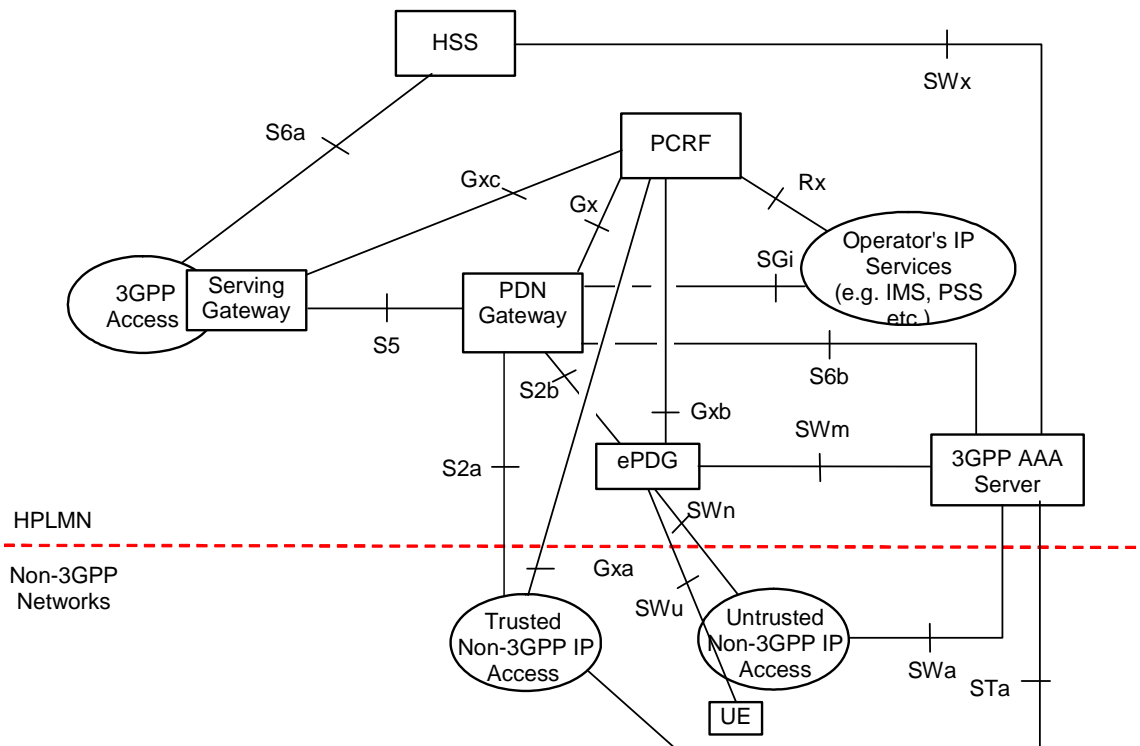 HSS
SWx
S6a
PCRF
Gxc
Rx
Gx
Operator's IP
Services
(e.g. IMS, PSS
etc.)
SGi
3GPP
Access
Serving
Gateway
PDN
Gateway
S5
S6b
S2b
Gxb
SWm
ePDG
3GPP AAA
Server
S2a
SWn
HPLMN
Non-3GPP
Networks
Gxa
SWu
Trusted
Non-3GPP IP
Access
Untrusted
Non-3GPP IP
Access
SWa
STa
UE